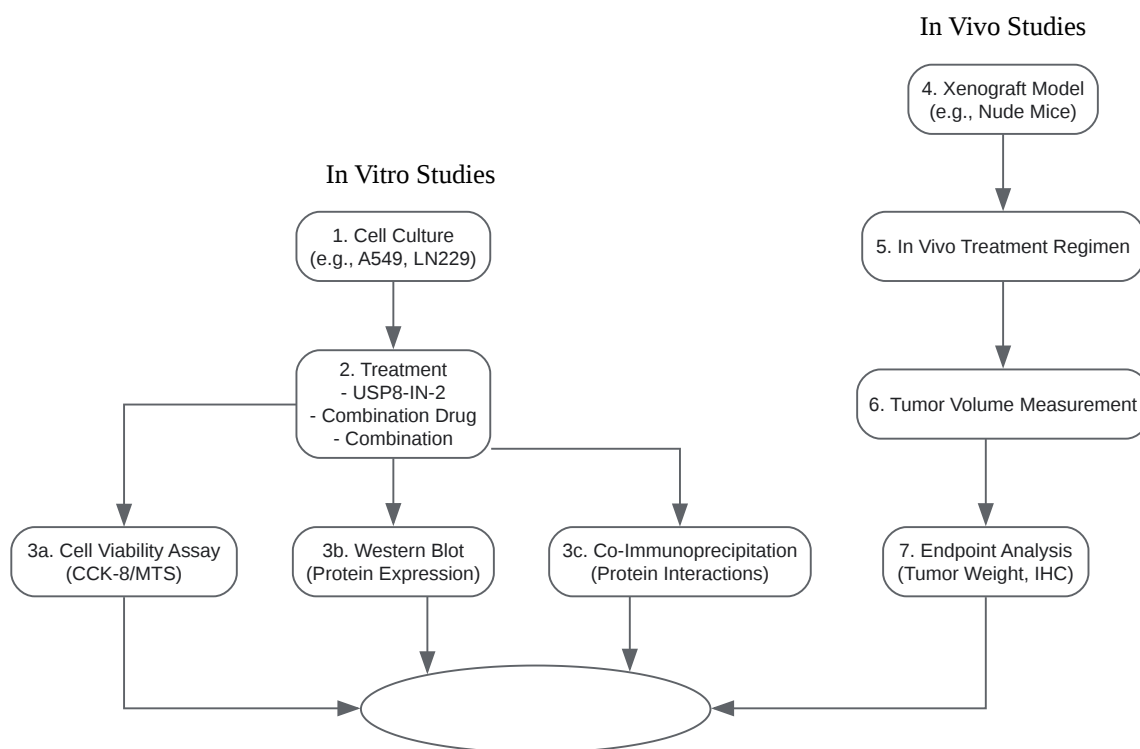 In Vivo Studies
4. Xenograft Model
(e.g., Nude Mice)
In Vitro Studies
1. Cell Culture
(e.g., A549, LN229)
5. In Vivo Treatment Regimen
2. Treatment
- USP8-IN-2
- Combination Drug
- Combination
6. Tumor Volume Measurement
3a. Cell Viability Assay
(CCK-8/MTS)
3b. Western Blot
(Protein Expression)
3c. Co-Immunoprecipitation
(Protein Interactions)
7. Endpoint Analysis
(Tumor Weight, IHC)